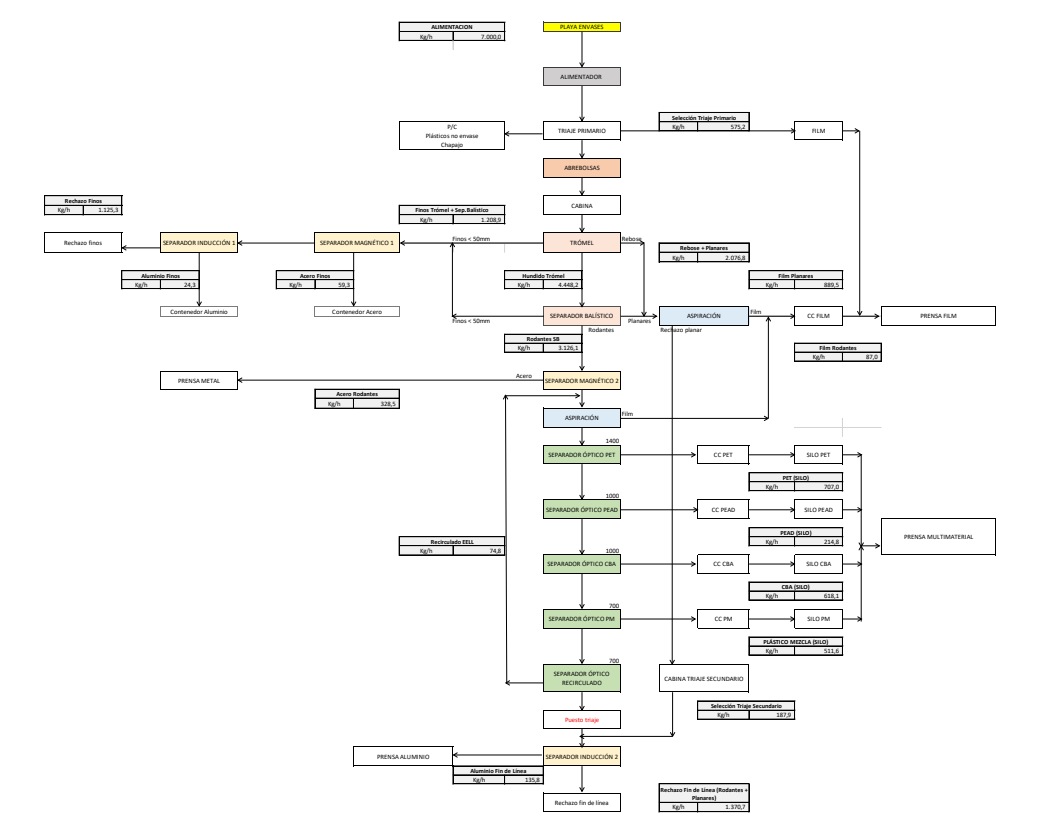 ALIMENTACION
Kg/h 7.000,0
PLAYA ENVASES
ALIMENTADOR
Selección Triaje Primario
Kg/h 575,2
P/C
Plásticos no envase
Chapajo
TRIAJE PRIMARIO
FILM
ABREBOLSAS
CABINA
Rechazo Finos
Kg/h 1.125,3
Finos Trómel + Sep.Balístico
Kg/h 1.208,9
Rechazo finos
SEPARADOR INDUCCIÓN 1
SEPARADOR MAGNÉTICO 1
Finos < 50mm
TRÓMEL
Rebose
Rebose + Planares
Kg/h 2.076,8
Aluminio Finos
Kg/h 24,3
Acero Finos
Kg/h 59,3
Hundido Trómel
Kg/h 4.448,2
Film Planares
Kg/h 889,5
Contenedor Aluminio
Contenedor Acero
Finos < 50mm
SEPARADOR BALÍSTICO
Planares
ASPIRACIÓN
Film
CC FILM
PRENSA FILM
Rodantes
Rechazo planar
Rodantes SB
Kg/h 3.126,1
Film Rodantes
Kg/h 87,0
PRENSA METAL
Acero
SEPARADOR MAGNÉTICO 2
Acero Rodantes
Kg/h 328,5
ASPIRACIÓN
Film
1400
SEPARADOR ÓPTICO PET
CC PET
SILO PET
PET (SILO)
Kg/h 707,0
1000
SEPARADOR ÓPTICO PEAD
CC PEAD
SILO PEAD
PEAD (SILO)
Kg/h 214,8
PRENSA MULTIMATERIAL
Recirculado EELL
Kg/h 74,8
1000
SEPARADOR ÓPTICO CBA
CC CBA
SILO CBA
CBA (SILO)
Kg/h 618,1
700
SEPARADOR ÓPTICO PM
CC PM
SILO PM
PLÁSTICO MEZCLA (SILO)
Kg/h 511,6
700
SEPARADOR ÓPTICO
RECIRCULADO
CABINA TRIAJE SECUNDARIO
Selección Triaje Secundario
Kg/h 187,9
Puesto triaje
PRENSA ALUMINIO
SEPARADOR INDUCCIÓN 2
Aluminio Fin de Línea
Kg/h 135,8
Rechazo fin de línea
Rechazo Fin de Línea (Rodantes +
Planares)
Kg/h 1.370,7